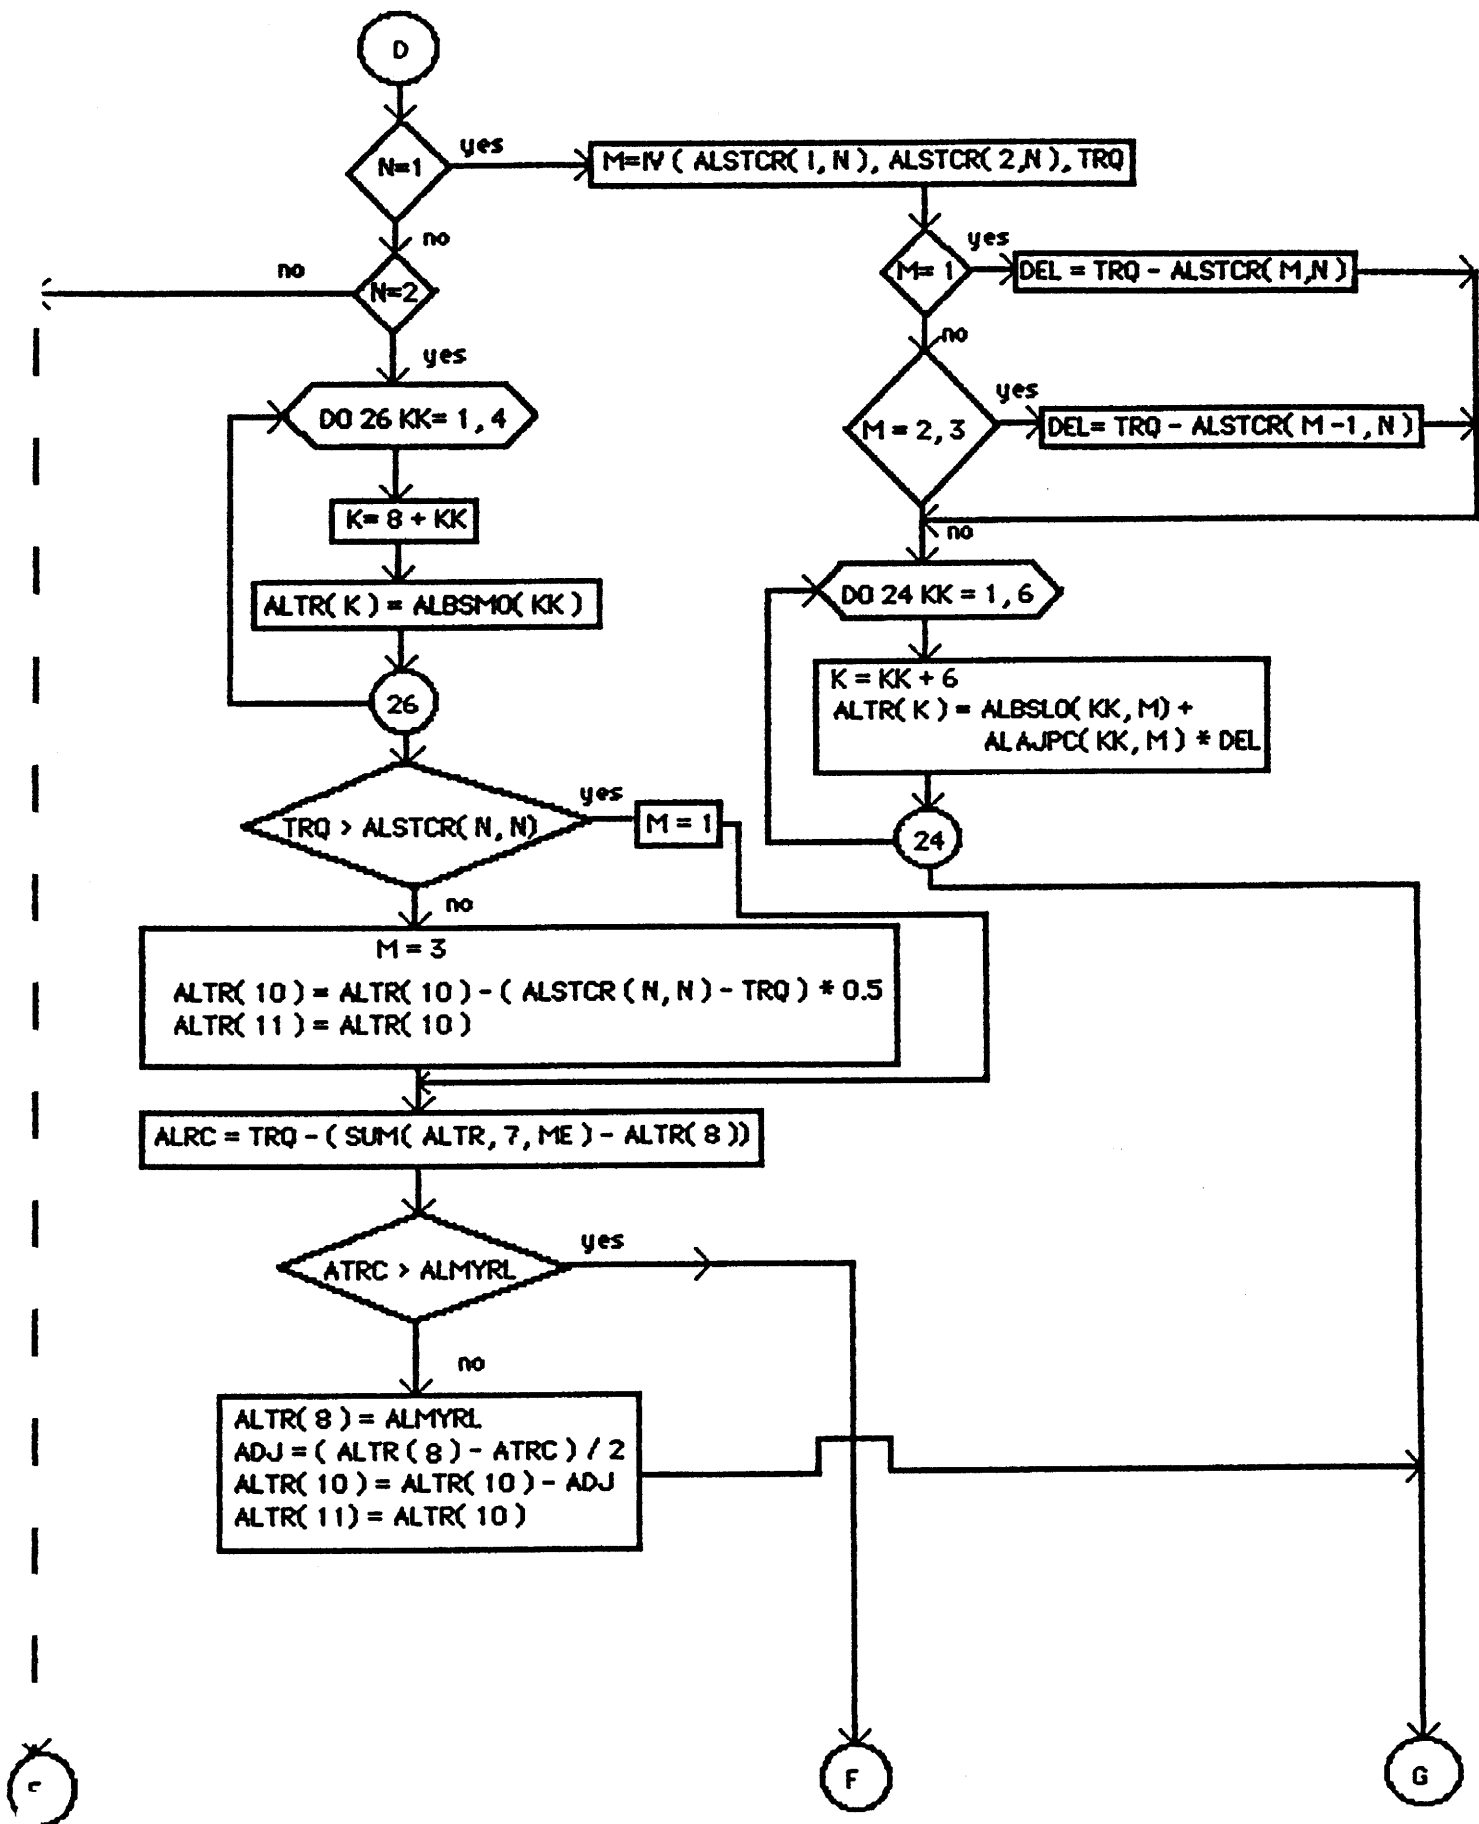 D
N=1
yes
M=IV ( ALSTCR( 1, N ), ALSTCR( 2,N ), TRQ
no
no
N=2
yes
M= 1
yes
DEL = TRQ - ALSTCR( M,N )
no
DO 26 KK= 1, 4
M = 2, 3
yes
DEL= TRQ - ALSTCR( M -1, N )
no
K= 8 + KK
ALTR( K ) = ALBSMO( KK )
26
DO 24 KK = 1, 6
K = KK + 6
ALTR( K ) = ALBSLO( KK, M ) +
ALAJPC( KK, M ) * DEL
24
TRQ > ALSTCR( N, N )
yes
M = 1
no
M = 3
ALTR( 10 ) = ALTR( 10 ) - ( ALSTCR ( N, N ) - TRQ ) * 0.5
ALTR( 11 ) = ALTR( 10 )
ALRC = TRQ - ( SUM( ALTR, 7, ME ) - ALTR( 8 ))
ATRC > ALMYRL
yes
no
ALTR( 8 ) = ALMYRL
ADJ = ( ALTR ( 8 ) - ATRC ) / 2
ALTR( 10 ) = ALTR( 10 ) - ADJ
ALTR( 11) = ALTR( 10 )
F
G